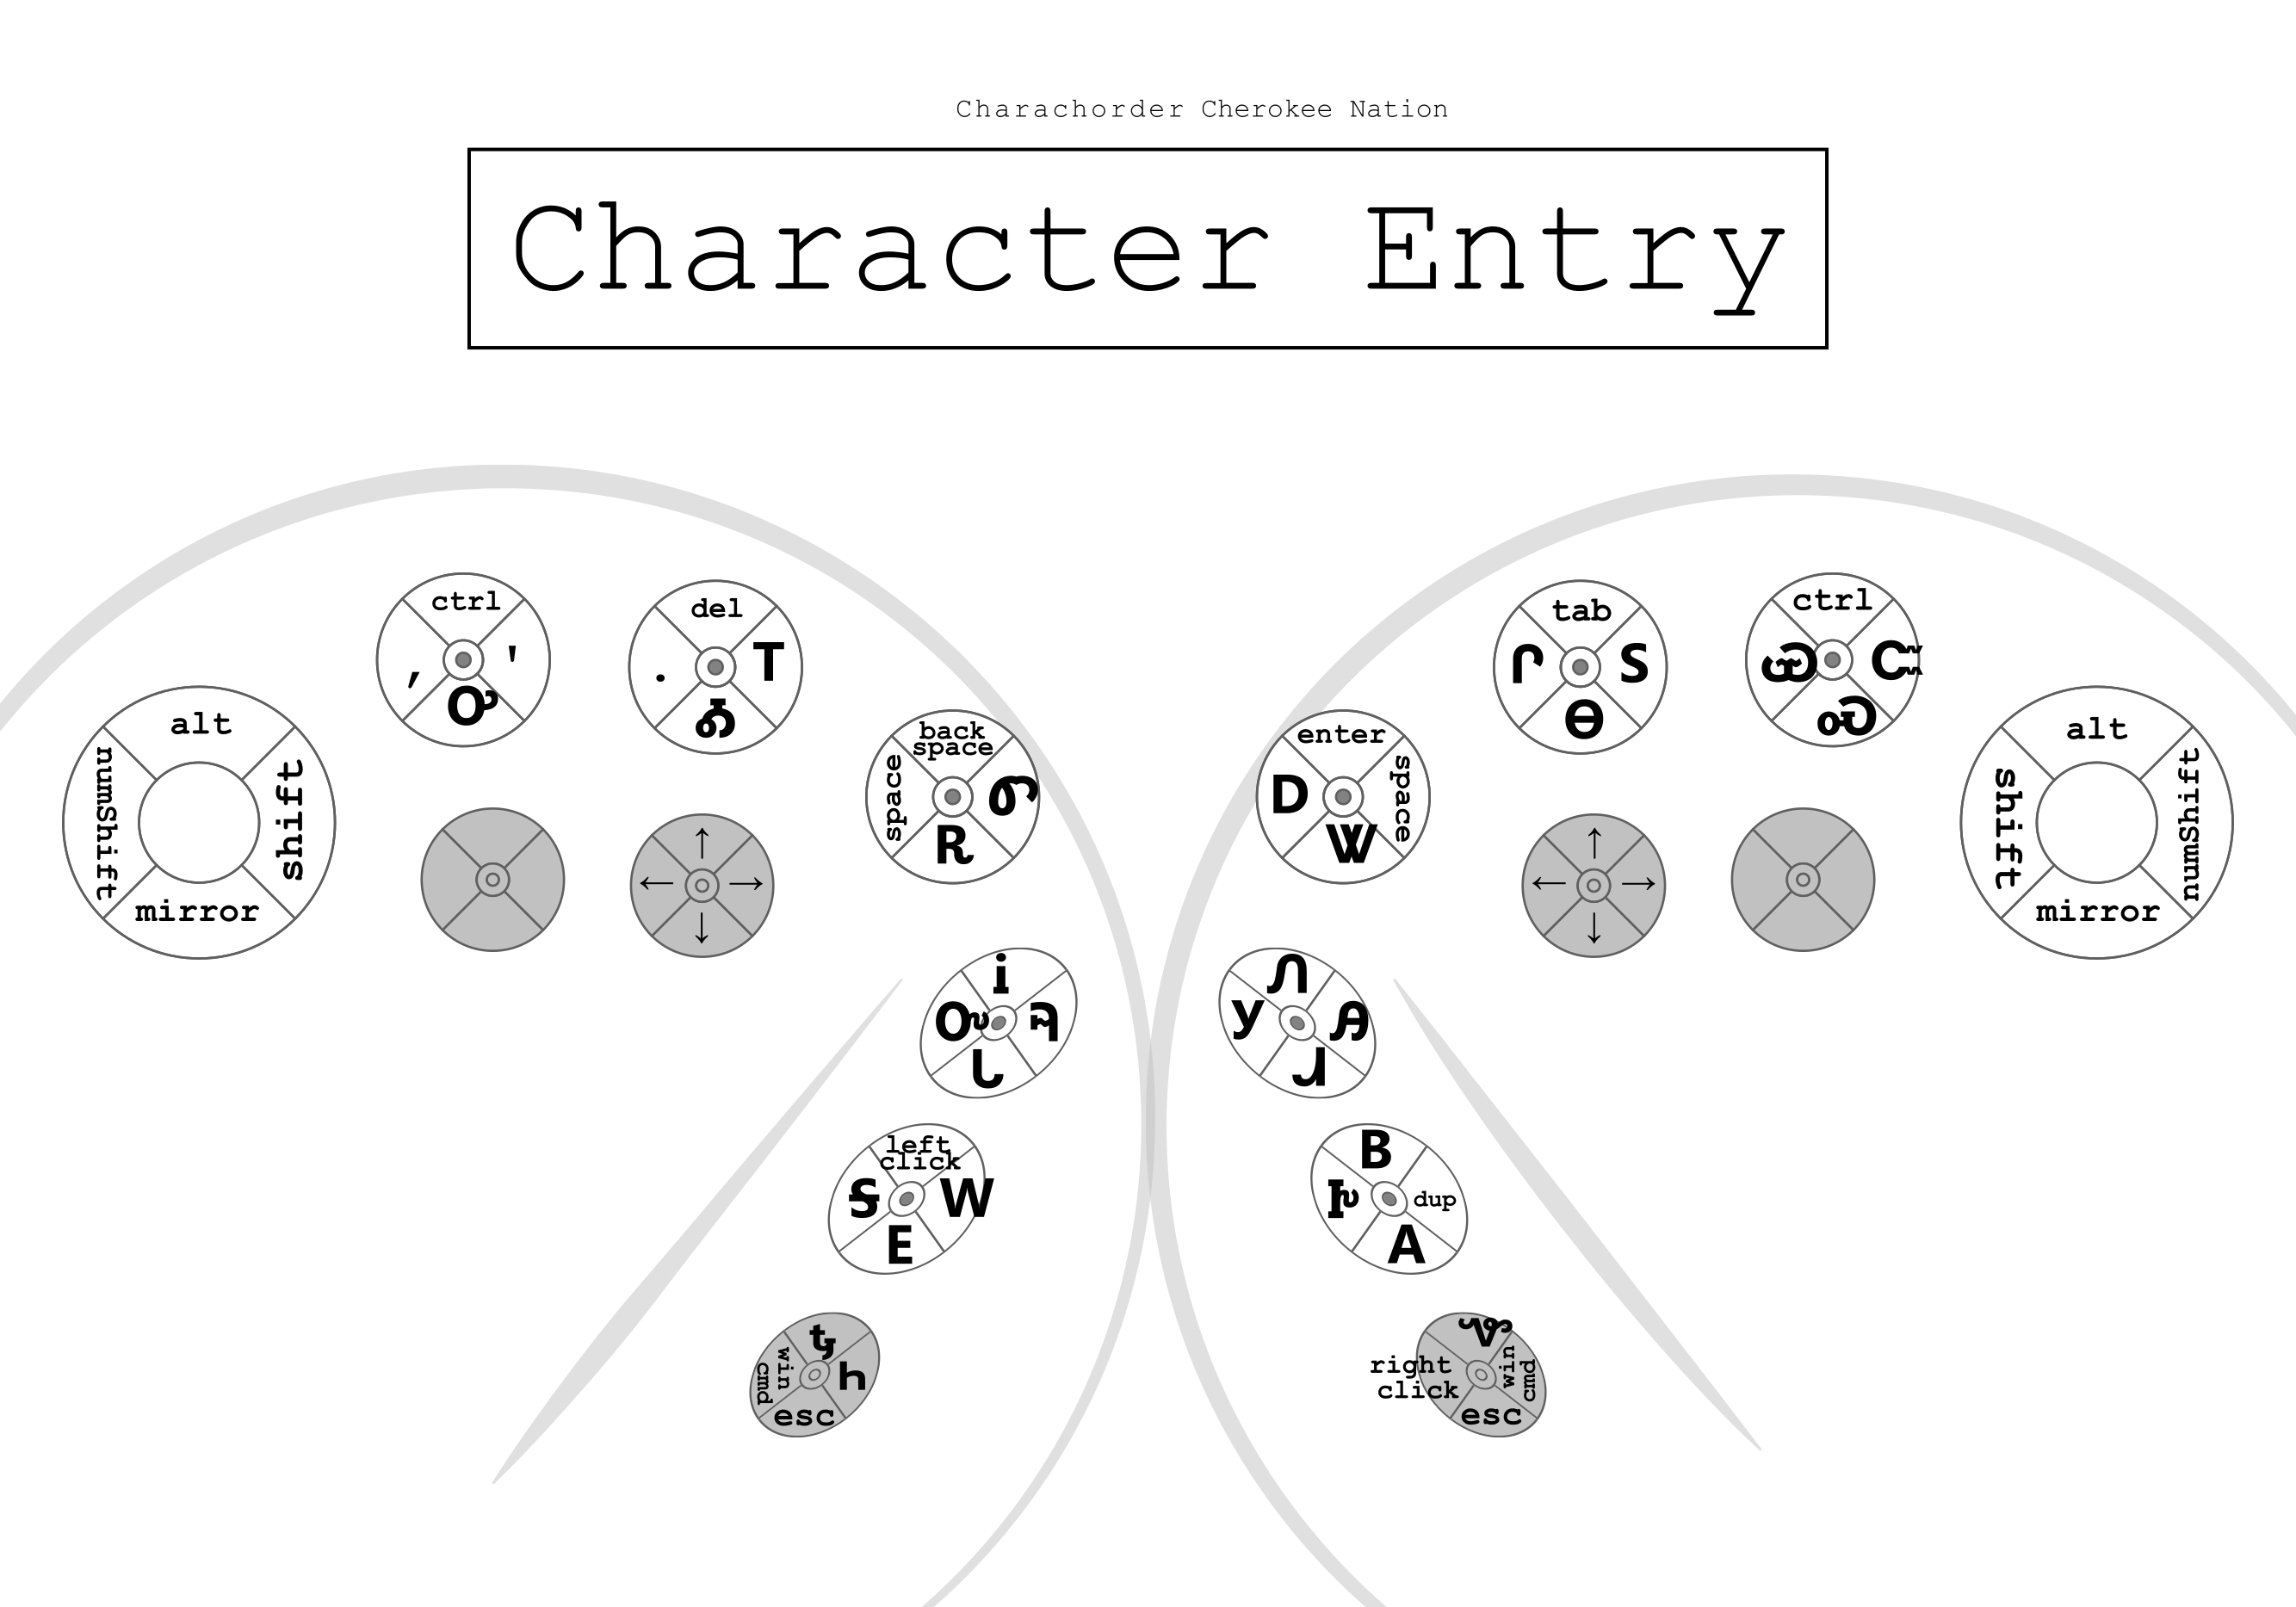 Charachorder Cherokee Nation
Character Entry
ctrl
, '
Ꭴ
del
. Ꭲ
Ꭳ
alt
numShift shift
mirror
back
space
space Ꮛ
Ꭱ
↑
← →
↓
Ꭵ
Ꮕ Ꮔ
Ꮣ
left
click
Ꮥ Ꮃ
Ꭼ
Ꮏ
win
cmd Ꮒ
esc
tab
Ꮅ Ꮪ
Ꮎ
ctrl
Ꮿ Ꮸ
Ꮝ
enter
Ꭰ space
Ꮤ
alt
shift numShift
mirror
↑
← →
↓
Ꮑ
Ꭹ Ꭿ
Ꮧ
Ᏼ
Ꭸ dup
Ꭺ
Ꮙ
right
click win
cmd
esc